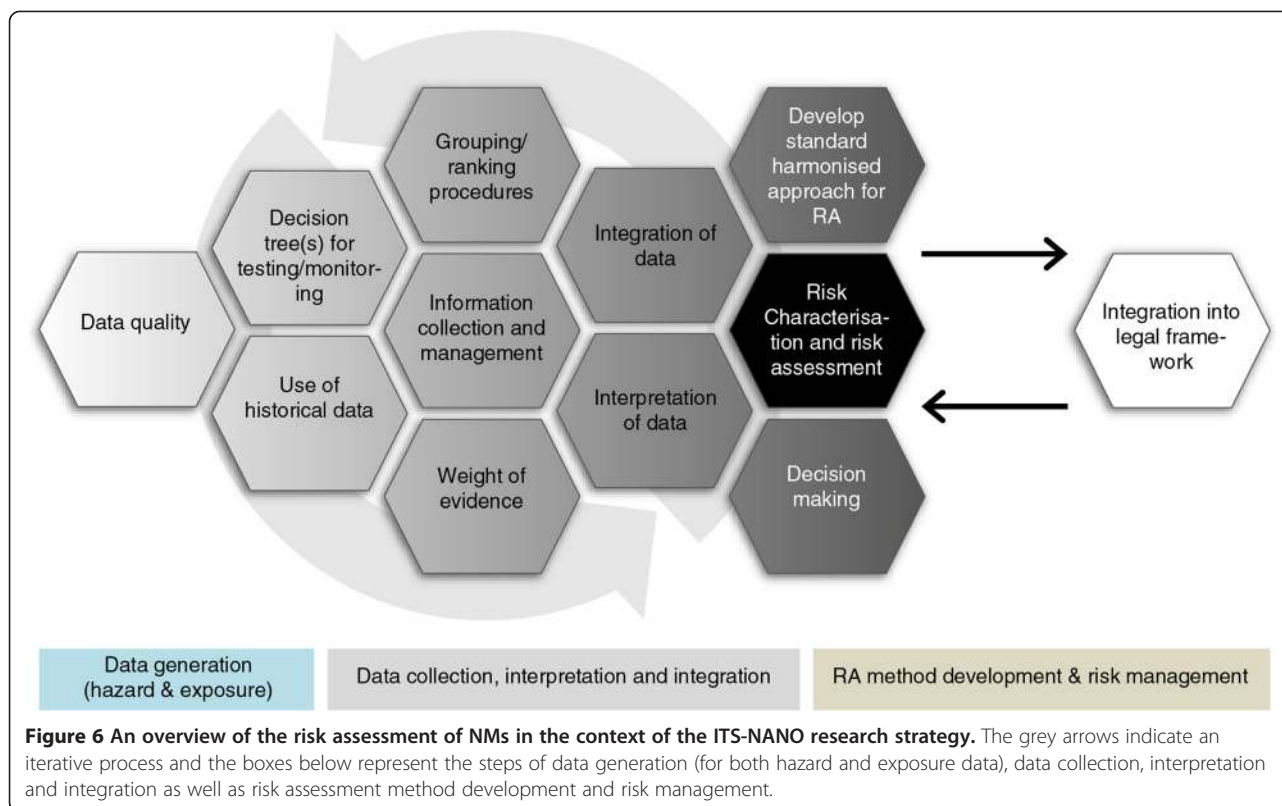 Data quality
Decision
tree(s) for
testing/monitor-
ing
Use of
historical data
Grouping/
ranking
procedures
Information
collection and
management
Weight of
evidence
Integration of
data
Interpretation
of data
Develop
standard
harmonised
approach for
RA
Risk
Characterisa-
tion and risk
assessment
Decision
making
Integration into
legal frame-
work
Data generation
(hazard & exposure)
Data collection, interpretation and integration
RA method development & risk management
Figure 6 An overview of the risk assessment of NMs in the context of the ITS-NANO research strategy. The grey arrows indicate an
iterative process and the boxes below represent the steps of data generation (for both hazard and exposure data), data collection, interpretation
and integration as well as risk assessment method development and risk management.